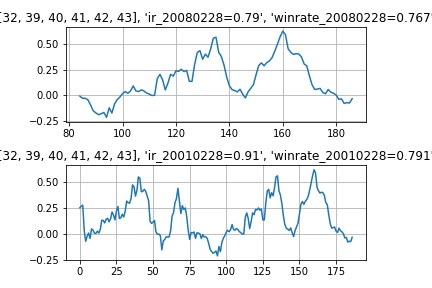 [32, 39, 40, 41, 42, 43], 'ir_20080228=0.79', 'winrate_20080228=0.767'
0.50
0.25
0.00
−0.25
80 100 120 140 160 180
[32, 39, 40, 41, 42, 43], 'ir_20010228=0.91', 'winrate_20010228=0.791'
0.50
0.25
0.00
−0.25
0 25 50 75 100 125 150 175